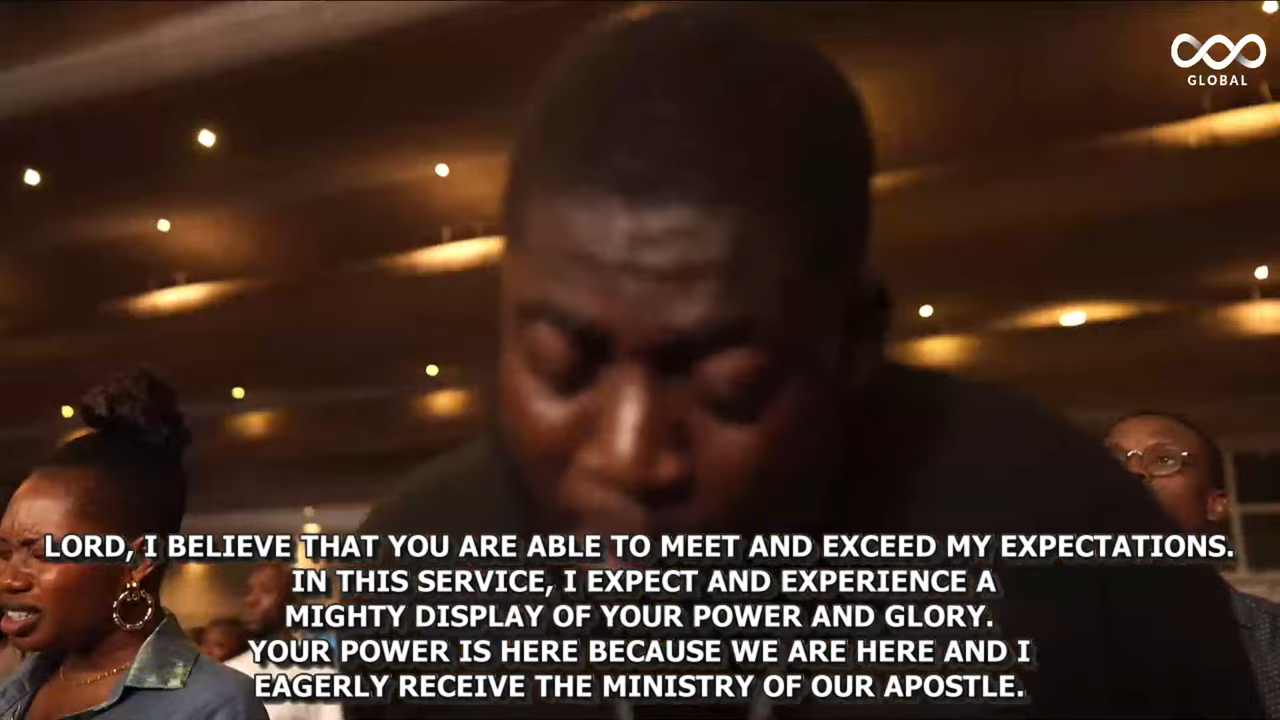 GLOBAL
LORD, I BELIEVE THAT YOU ARE ABLE TO MEET AND EXCEED MY EXPECTATIONS.
IN THIS SERVICE, I EXPECT AND EXPERIENCE A
MIGHTY DISPLAY OF YOUR POWER AND GLORY.
YOUR POWER IS HERE BECAUSE WE ARE HERE AND I
EAGERLY RECEIVE THE MINISTRY OF OUR APOSTLE.